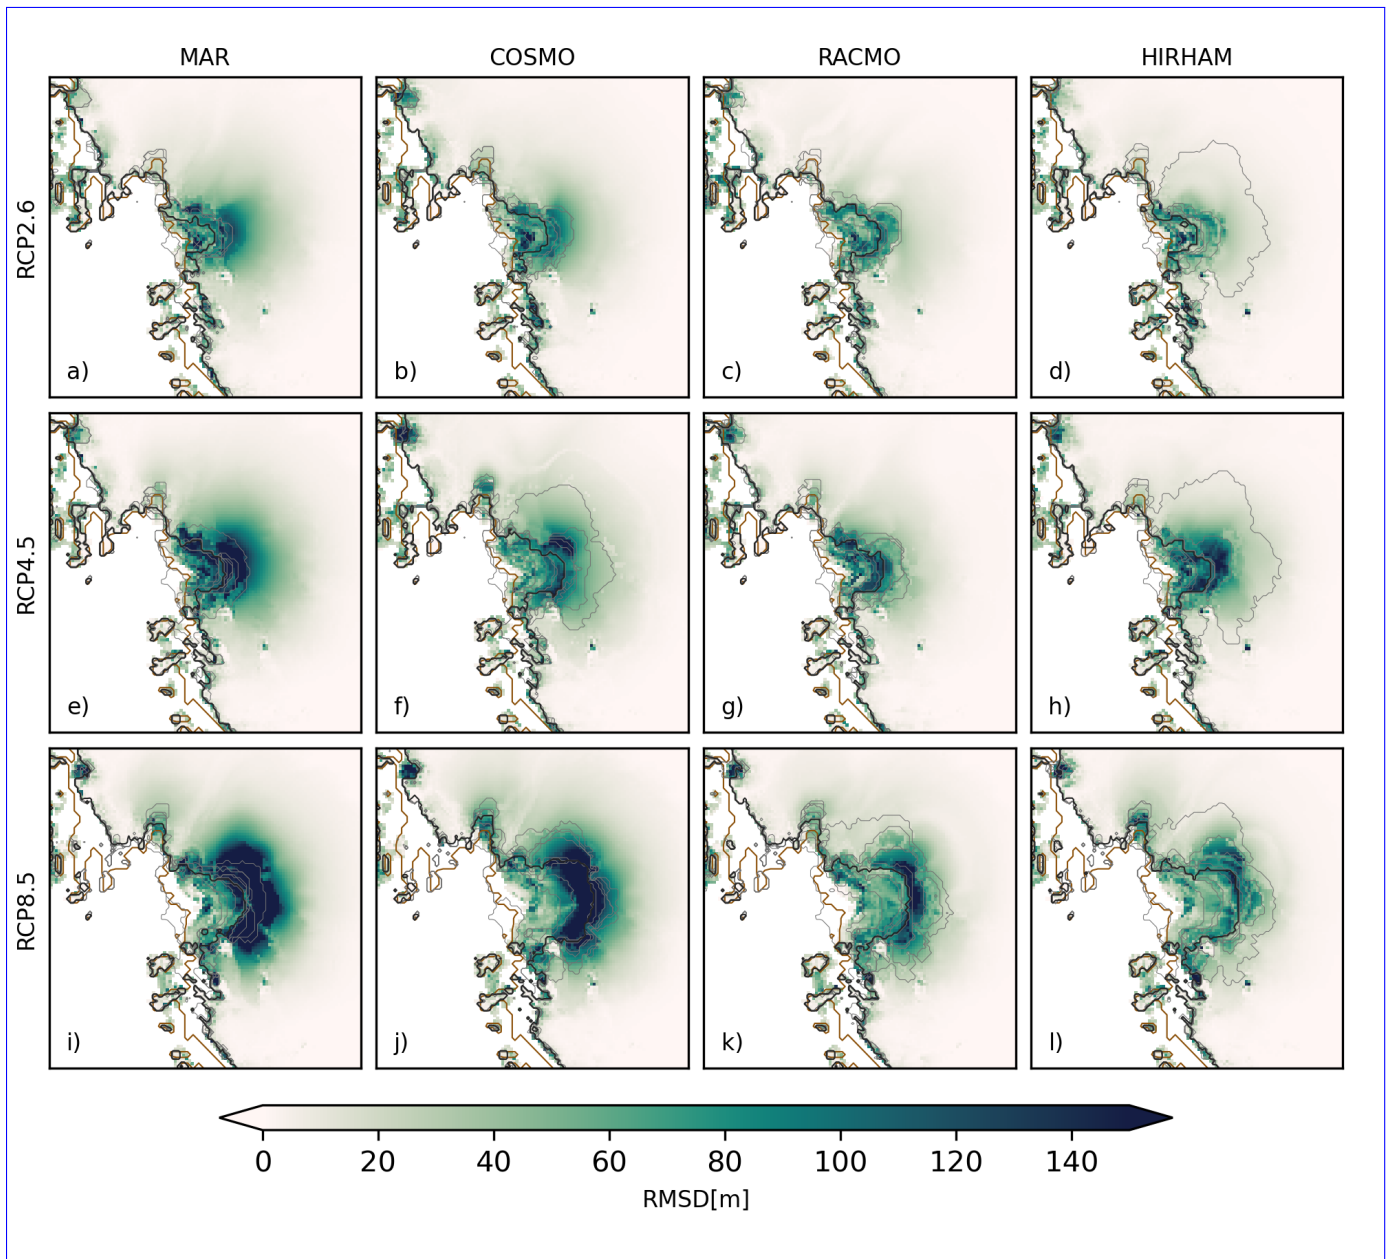 MAR COSMO RACMO HIRHAM
RCP2.6
a) b) c) d)
RCP4.5
e) f) g) h)
RCP8.5
i) j) k) l)
0 20 40 60 80 100 120 140
RMSD[m]